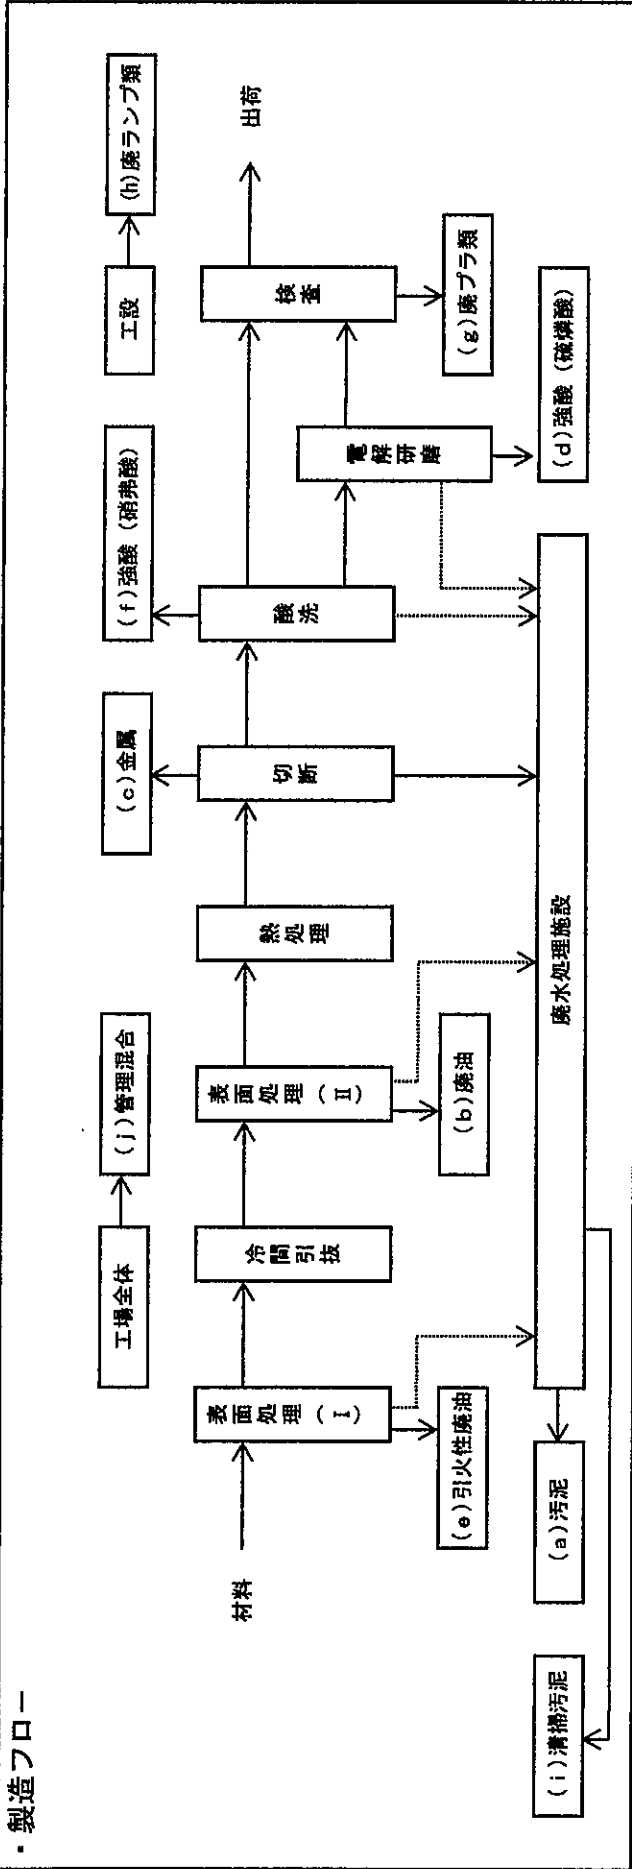 ・製造フロー
工場全体
(j)管理混合
(c)金属
(f)強酸(硝弗酸)
工設
(h)廃ランプ類
材料
表面処理(Ⅰ)
冷間引抜
表面処理(Ⅱ)
熱処理
切断
酸洗
電解研磨
検査
出荷
(e)引火性廃油
(b)廃油
(g)廃プラ類
(i)清掃汚泥
(a)汚泥
廃水処理施設
(d)強酸(硫燐酸)